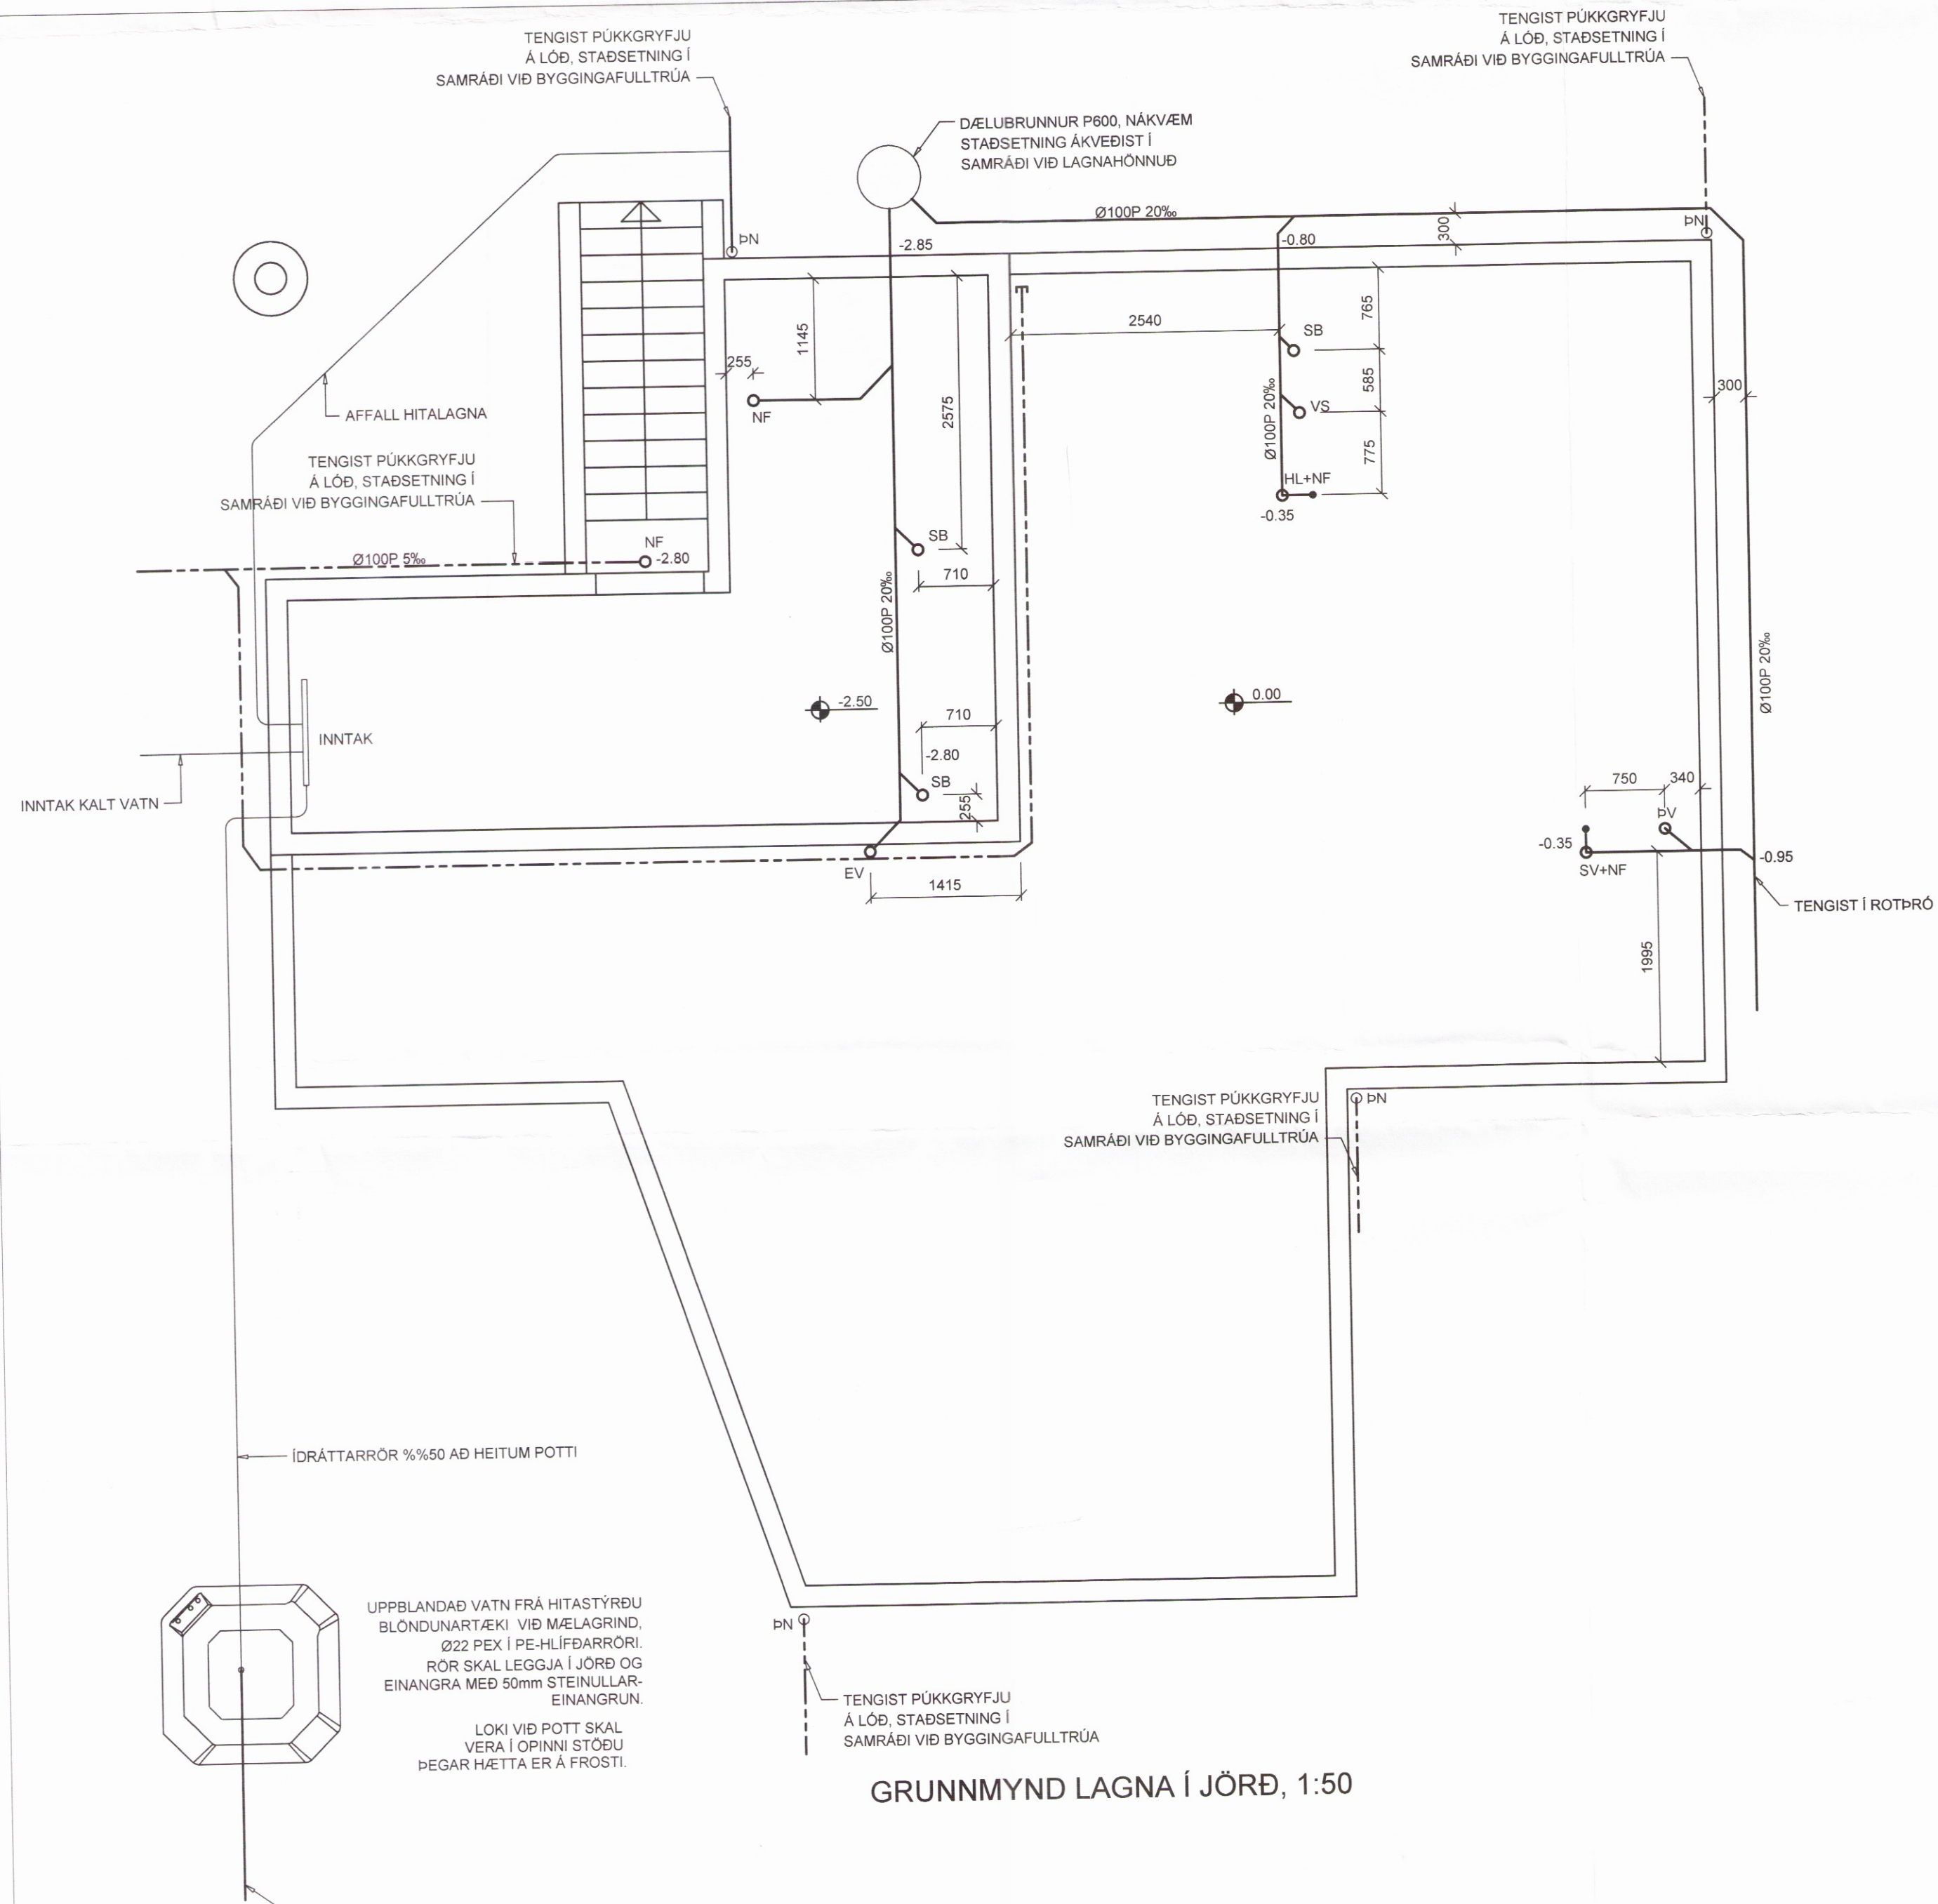 TENGIST PÚKKGRYFJU
Á LÓÐ, STAÐSETNING Í
SAMRÁÐI VIÐ BYGGINGAFULLTRÚA
TENGIST PÚKKGRYFJU
Á LÓÐ, STAÐSETNING Í
SAMRÁÐI VIÐ BYGGINGAFULLTRÚA
DÆLUBRUNNUR P600, NÁKVÆM
STAÐSETNING ÁKVEÐIST Í
SAMRÁÐI VIÐ LAGNAHÖNNUÐ
Ø100P 20‰
300
ÞN
ÞN
-2.85
-0.80
1145
2575
2540
765
SB
255
585
300
AFFALL HITALAGNA
NF
VS
Ø100P 20‰
775
TENGIST PÚKKGRYFJU
Á LÓÐ, STAÐSETNING Í
SAMRÁÐI VIÐ BYGGINGAFULLTRÚA
HL+NF
-0.35
NF
-2.80
SB
Ø100P 5‰
710
Ø100P 20‰
Ø100P 20‰
-2.50
0.00
710
INNTAK
-2.80
SB
255
INNTAK KALT VATN
750
340
ÞV
-0.35
SV+NF
-0.95
EV
1415
TENGIST Í ROTÞRÓ
1995
TENGIST PÚKKGRYFJU
Á LÓÐ, STAÐSETNING Í
SAMRÁÐI VIÐ BYGGINGAFULLTRÚA
ÞN
ÍDRÁTTARRÖR %%50 AÐ HEITUM POTTI
UPPBLANDAÐ VATN FRÁ HITASTÝRÐU
BLÖNDUNARTÆKI VIÐ MÆLAGRIND,
Ø22 PEX Í PE-HLÍFÐARRÖRI.
RÖR SKAL LEGGJA Í JÖRÐ OG
EINANGRA MEÐ 50mm STEINULLAR-
EINANGRUN.
LOKI VIÐ POTT SKAL
VERA Í OPINNI STÖÐU
ÞEGAR HÆTTA ER Á FROSTI.
ÞN
TENGIST PÚKKGRYFJU
Á LÓÐ, STAÐSETNING Í
SAMRÁÐI VIÐ BYGGINGAFULLTRÚA
GRUNNMYND LAGNA Í JÖRÐ, 1:50